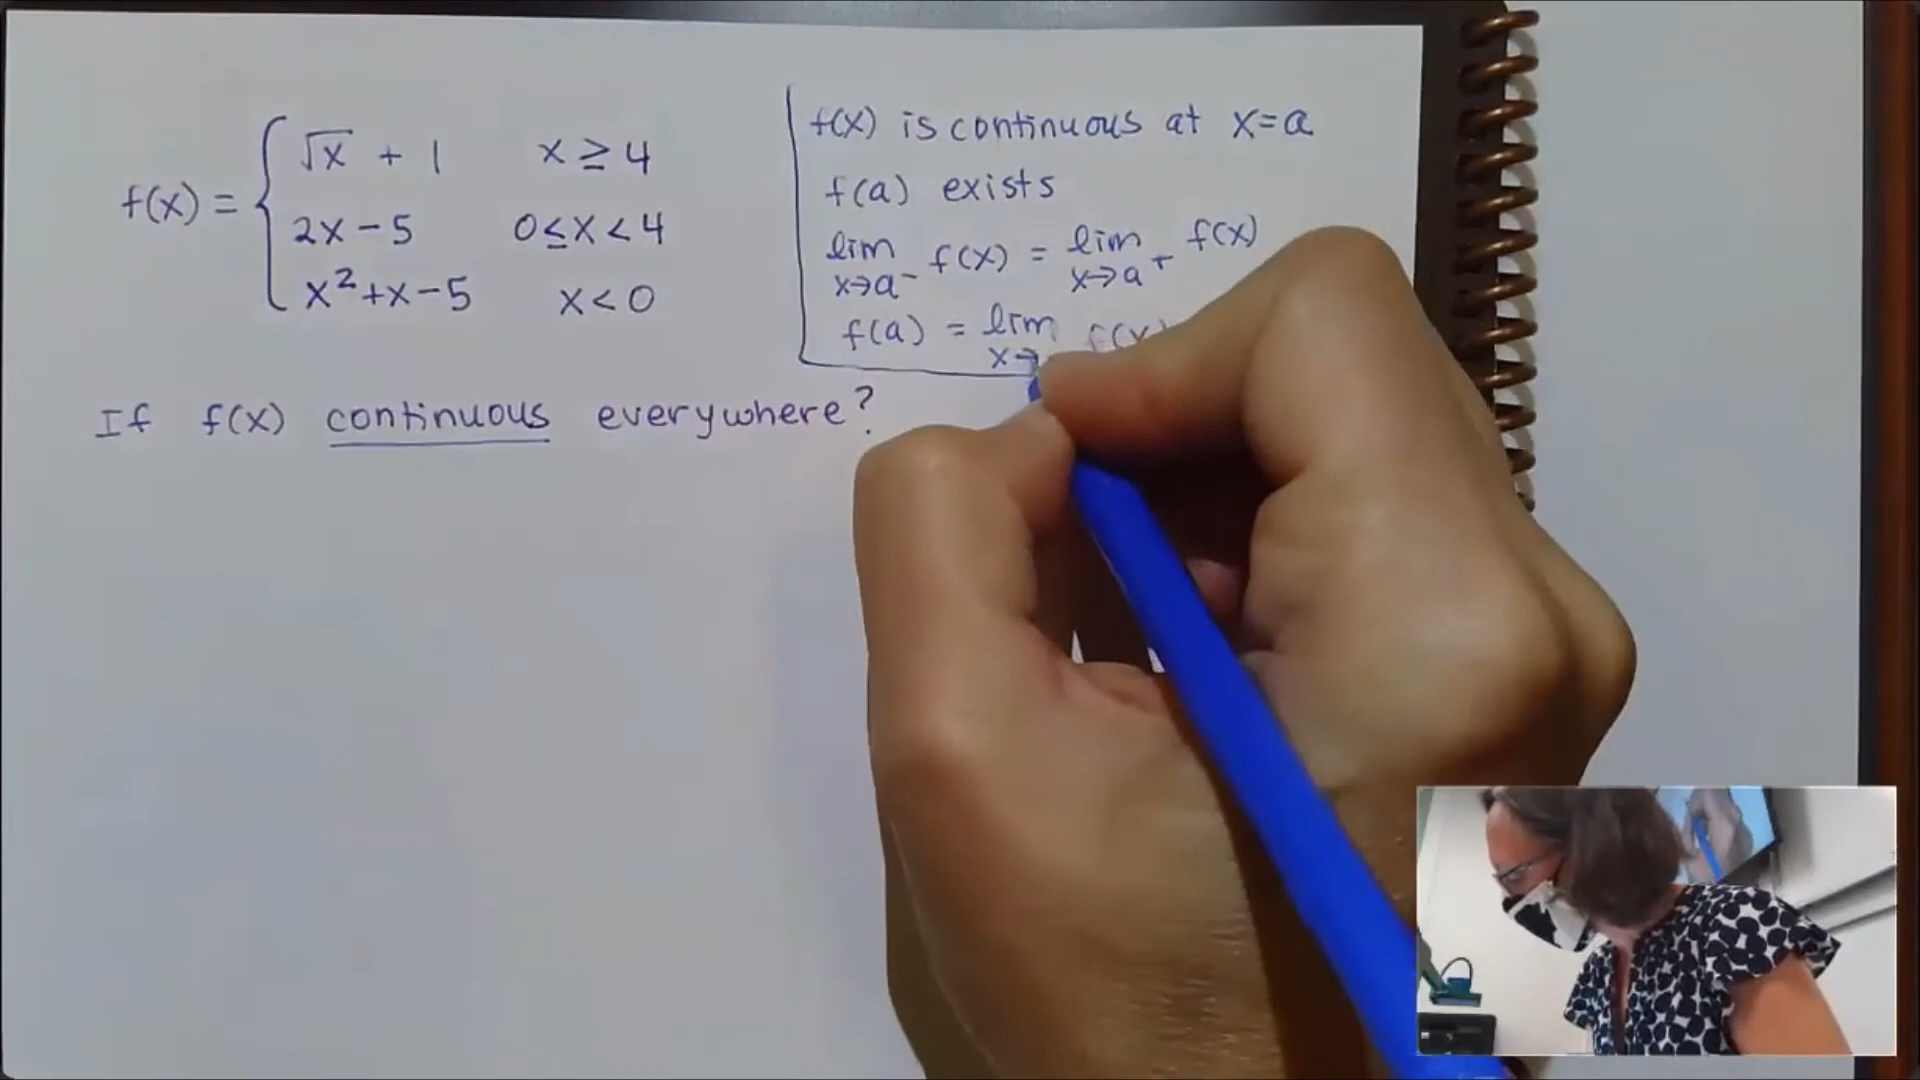 f(x) = { √x + 1 x ≥ 4
2x - 5 0 ≤ x < 4
x² + x - 5 x < 0
f(x) is continuous at x = a
f(a) exists
lim x→a⁻ f(x) = lim x→a⁺ f(x)
f(a) = lim x→ f(x)
If f(x) continuous everywhere?